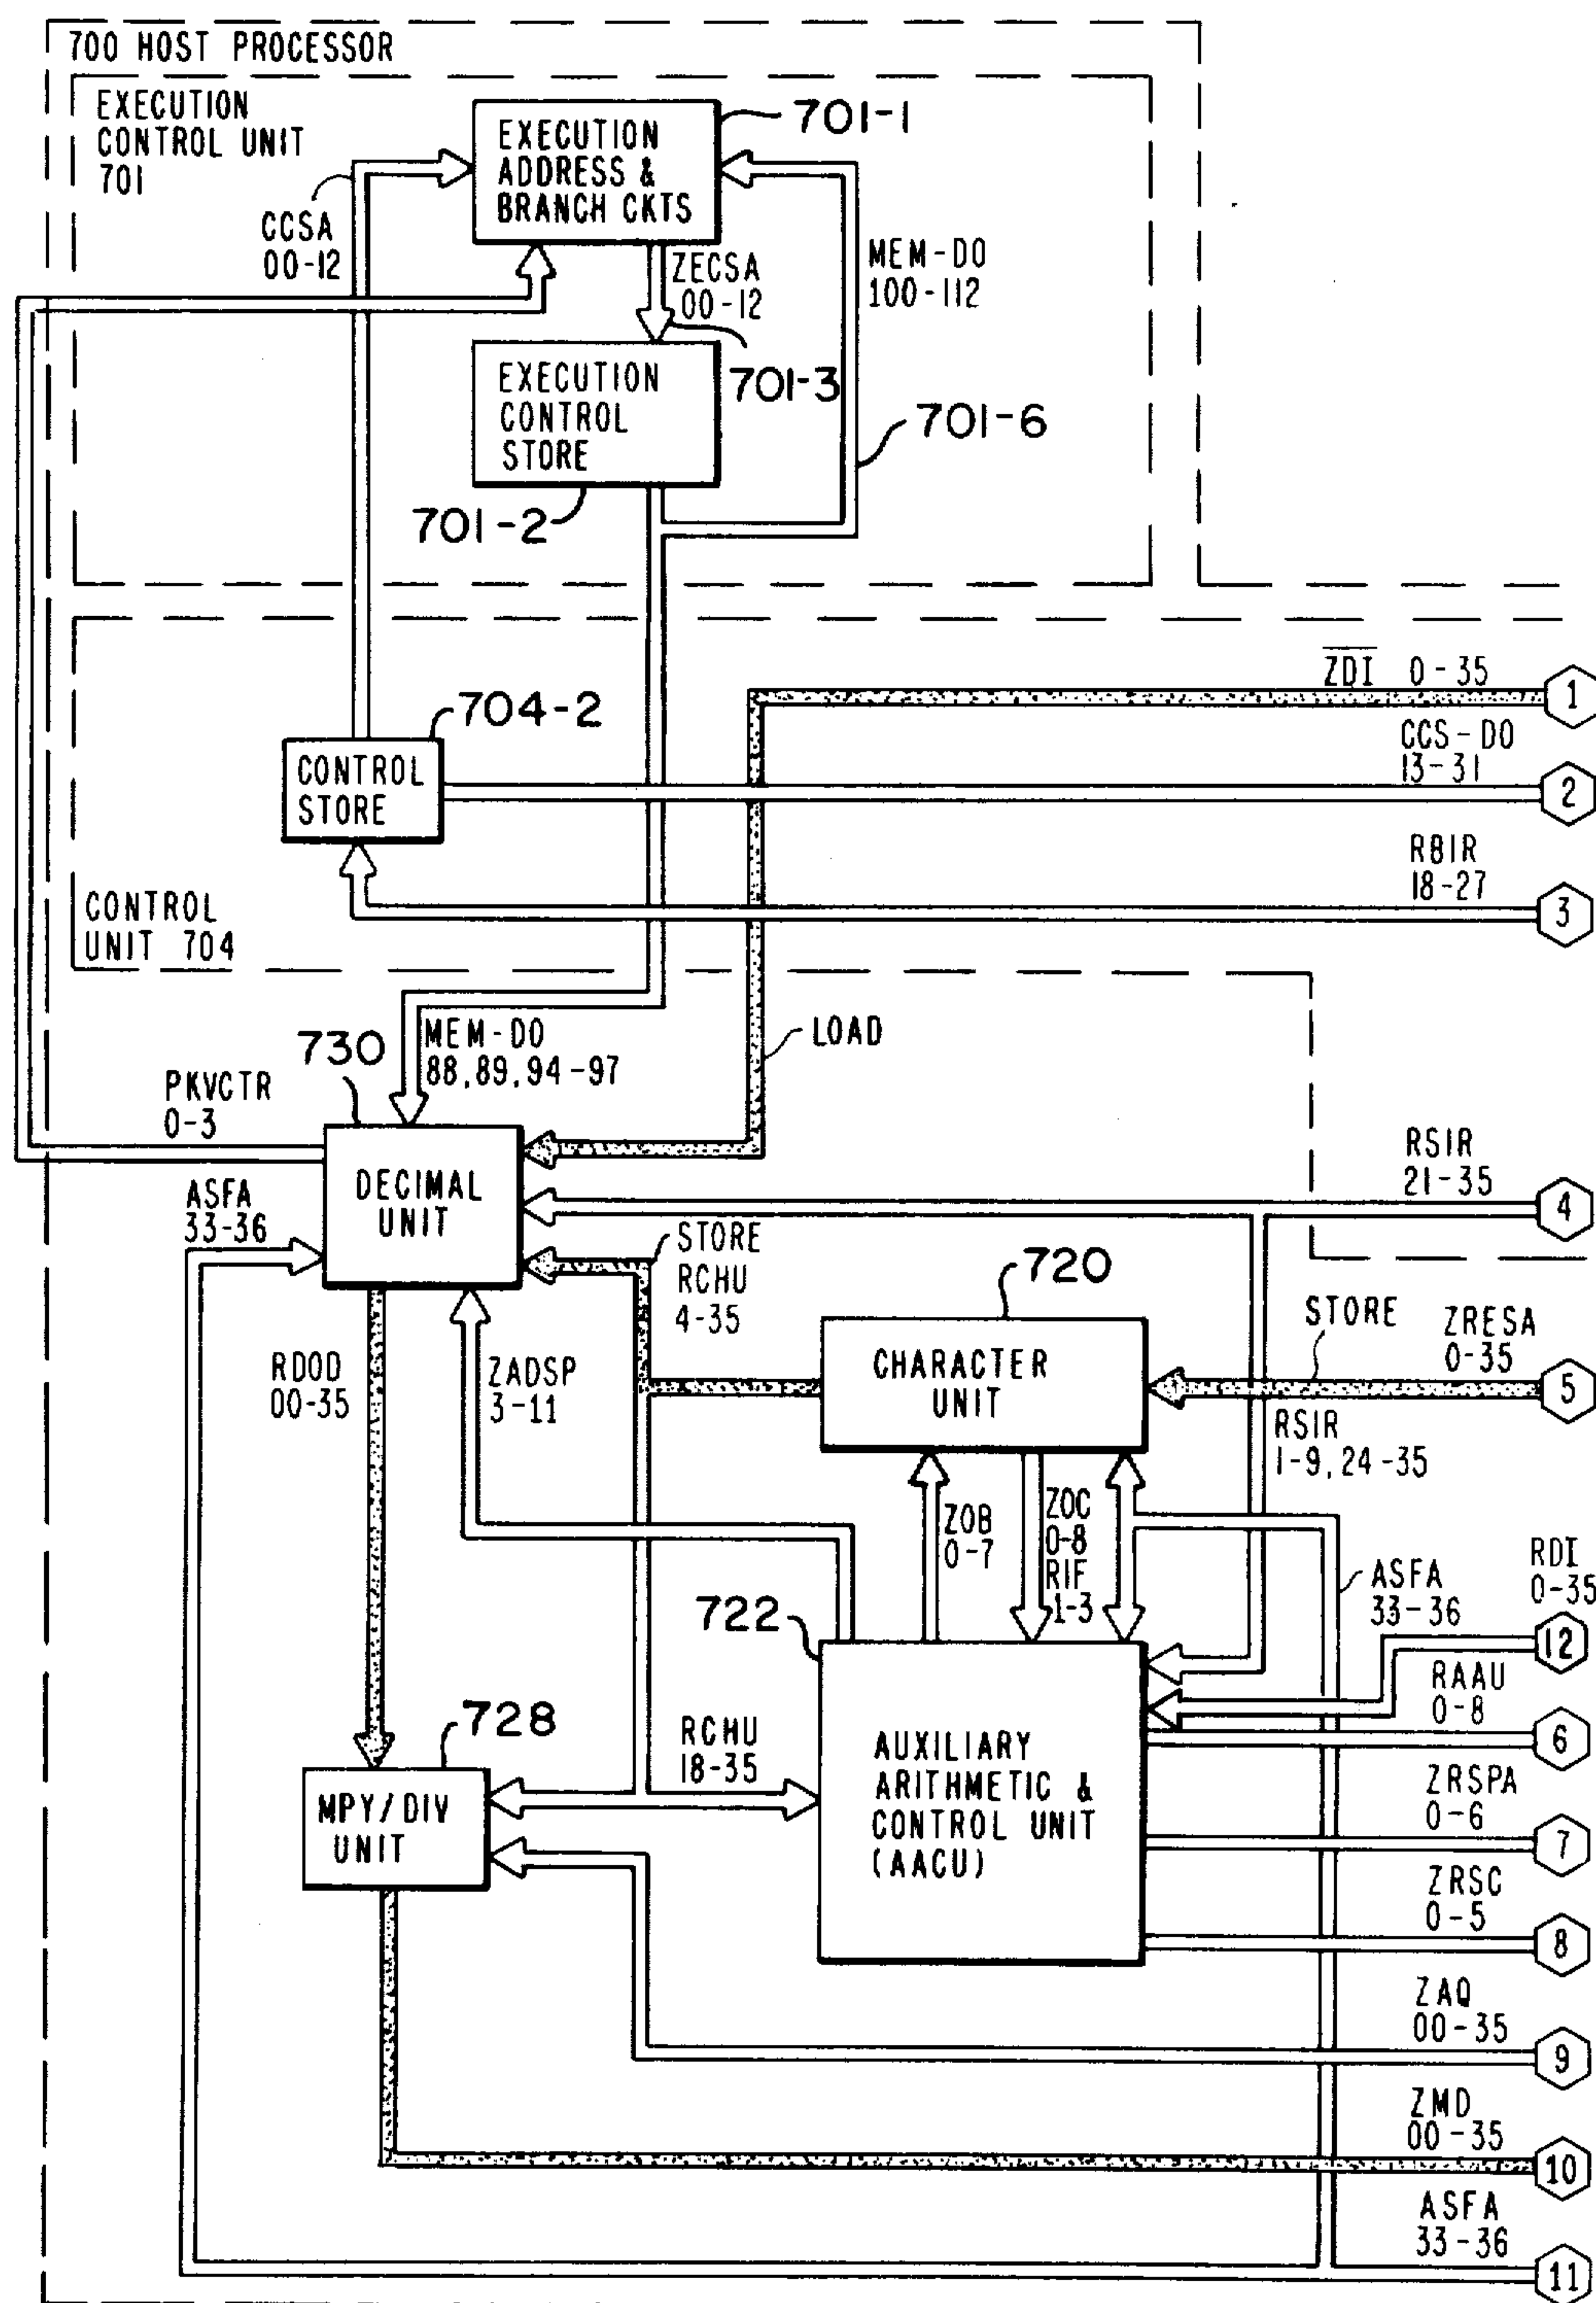 700 HOST PROCESSOR
EXECUTION
CONTROL UNIT
701
EXECUTION
ADDRESS &
BRANCH CKTS
701-1
CCSA
00-12
ZECSA
00-12
MEM-DO
100-112
EXECUTION
CONTROL
STORE
701-3
701-6
701-2
ZDI 0-35
1
704-2
CCS-DO
13-31
2
CONTROL
STORE
RBIR
18-27
3
CONTROL
UNIT 704
LOAD
730
MEM-DO
88,89,94-97
PKVCTR
0-3
DECIMAL
UNIT
RSIR
21-35
4
ASFA
33-36
STORE
RCHU
4-35
720
STORE
ZRESA
0-35
5
CHARACTER
UNIT
RDOD
00-35
ZADSP
3-11
RSIR
1-9,24-35
ZOB
0-7
ZOC
0-8
RIF
1-3
ASFA
33-36
RDI
0-35
12
722
RAAU
0-8
6
728
RCHU
18-35
AUXILIARY
ARITHMETIC &
CONTROL UNIT
(AACU)
MPY/DIV
UNIT
ZRSPA
0-6
7
ZRSC
0-5
8
ZAQ
00-35
9
ZMD
00-35
10
ASFA
33-36
11